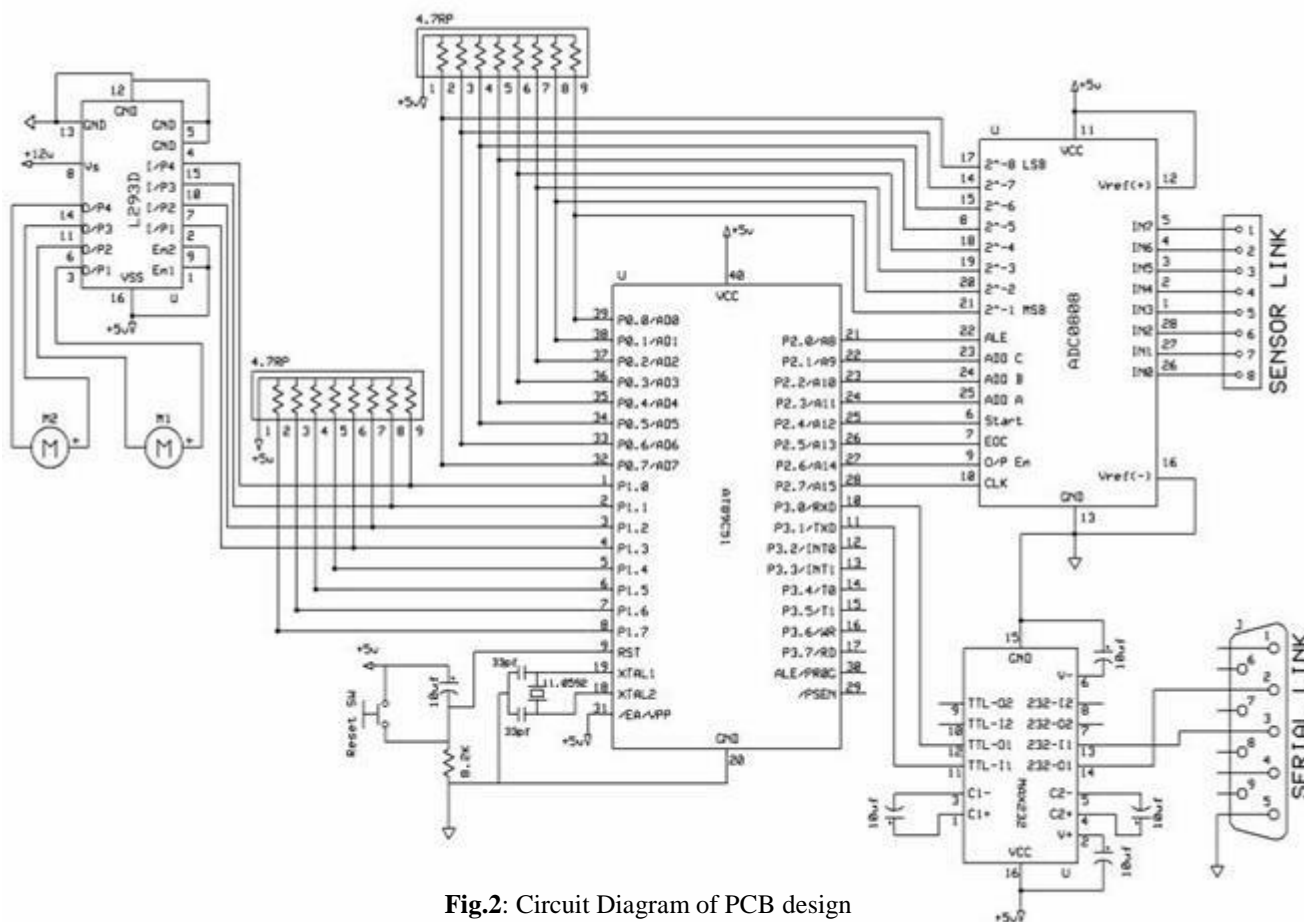 4.7RP
1 2 3 4 5 6 7 8 9
+5v
12
GND
13 GND
GND 5
GND 4
+12v
8 Vs
I/P4 15
I/P3 10
I/P2 7
I/P1 2
En2 9
En1 1
O/P4 14
O/P3 11
O/P2 6
O/P1 3
L293D
VSS
16
U
+5v
M2
M
+
M1
M
+
4.7RP
1 2 3 4 5 6 7 8 9
+5v
+5v
U
40
VCC
39 P0.0/AD0
38 P0.1/AD1
37 P0.2/AD2
36 P0.3/AD3
35 P0.4/AD4
34 P0.5/AD5
33 P0.6/AD6
32 P0.7/AD7
1 P1.0
2 P1.1
3 P1.2
4 P1.3
5 P1.4
6 P1.5
7 P1.6
8 P1.7
9 RST
19 XTAL1
18 XTAL2
31 /EA/VPP
P2.0/A8 21
P2.1/A9 22
P2.2/A10 23
P2.3/A11 24
P2.4/A12 25
P2.5/A13 26
P2.6/A14 27
P2.7/A15 28
P3.0/RXD 10
P3.1/TXD 11
P3.2/INT0 12
P3.3/INT1 13
P3.4/T0 14
P3.5/T1 15
P3.6/WR 16
P3.7/RD 17
ALE/PROG 30
/PSEN 29
GND
20
+5v
Reset SW
10uf
8.2K
33pf
11.0592
33pf
+5v
+5v
U
11
VCC
17 2^-8 LSB
14 2^-7
15 2^-6
8 2^-5
18 2^-4
19 2^-3
20 2^-2
21 2^-1 MSB
22 ALE
23 ADD C
24 ADD B
25 ADD A
6 Start
7 EOC
9 O/P En
10 CLK
ADC0808
Vref(+) 12
IN7 5
IN6 4
IN5 3
IN4 2
IN3 1
IN2 28
IN1 27
IN0 26
Vref(-) 16
GND
13
1
2
3
4
5
6
7
8
SENSOR LINK
15
GND
V-
6
10uf
9 TTL-O2
10 TTL-I2
12 TTL-O1
11 TTL-I1
232-I2 8
232-O2 7
232-I1 13
232-O1 14
Max232
C1- 3
C1+ 1
C2- 5
C2+ 4
V+ 2
10uf
10uf
10uf
VCC
16
U
+5v
J
1
6
2
7
3
8
4
9
5
SERIAL LINK
Fig.2: Circuit Diagram of PCB design